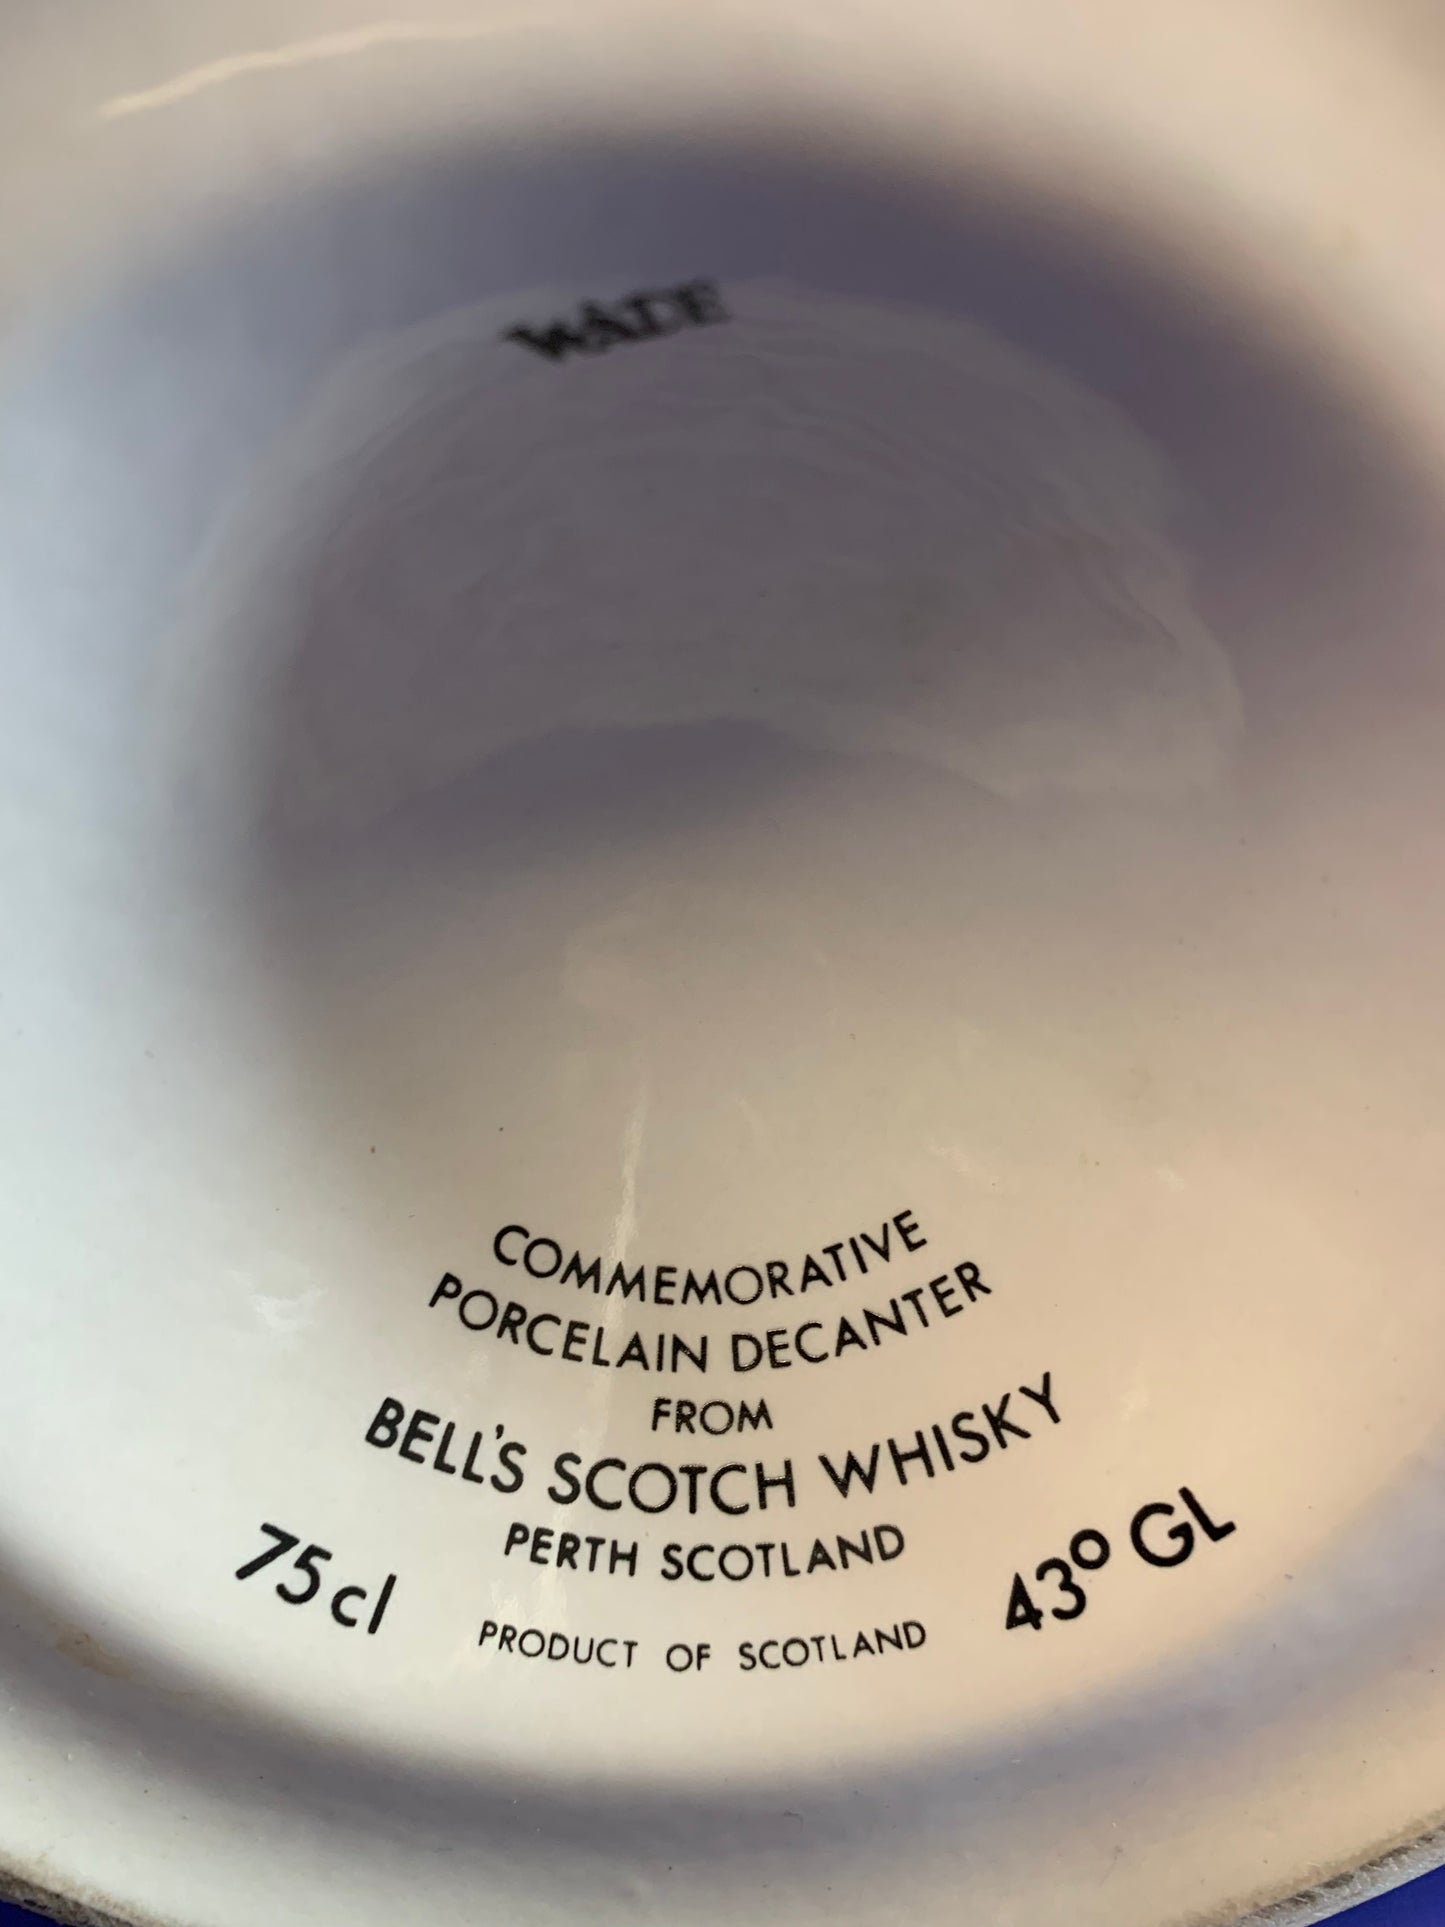 WADE
COMMEMORATIVE
PORCELAIN DECANTER
FROM
BELL'S SCOTCH WHISKY
PERTH SCOTLAND
75cl
43º GL
PRODUCT OF SCOTLAND